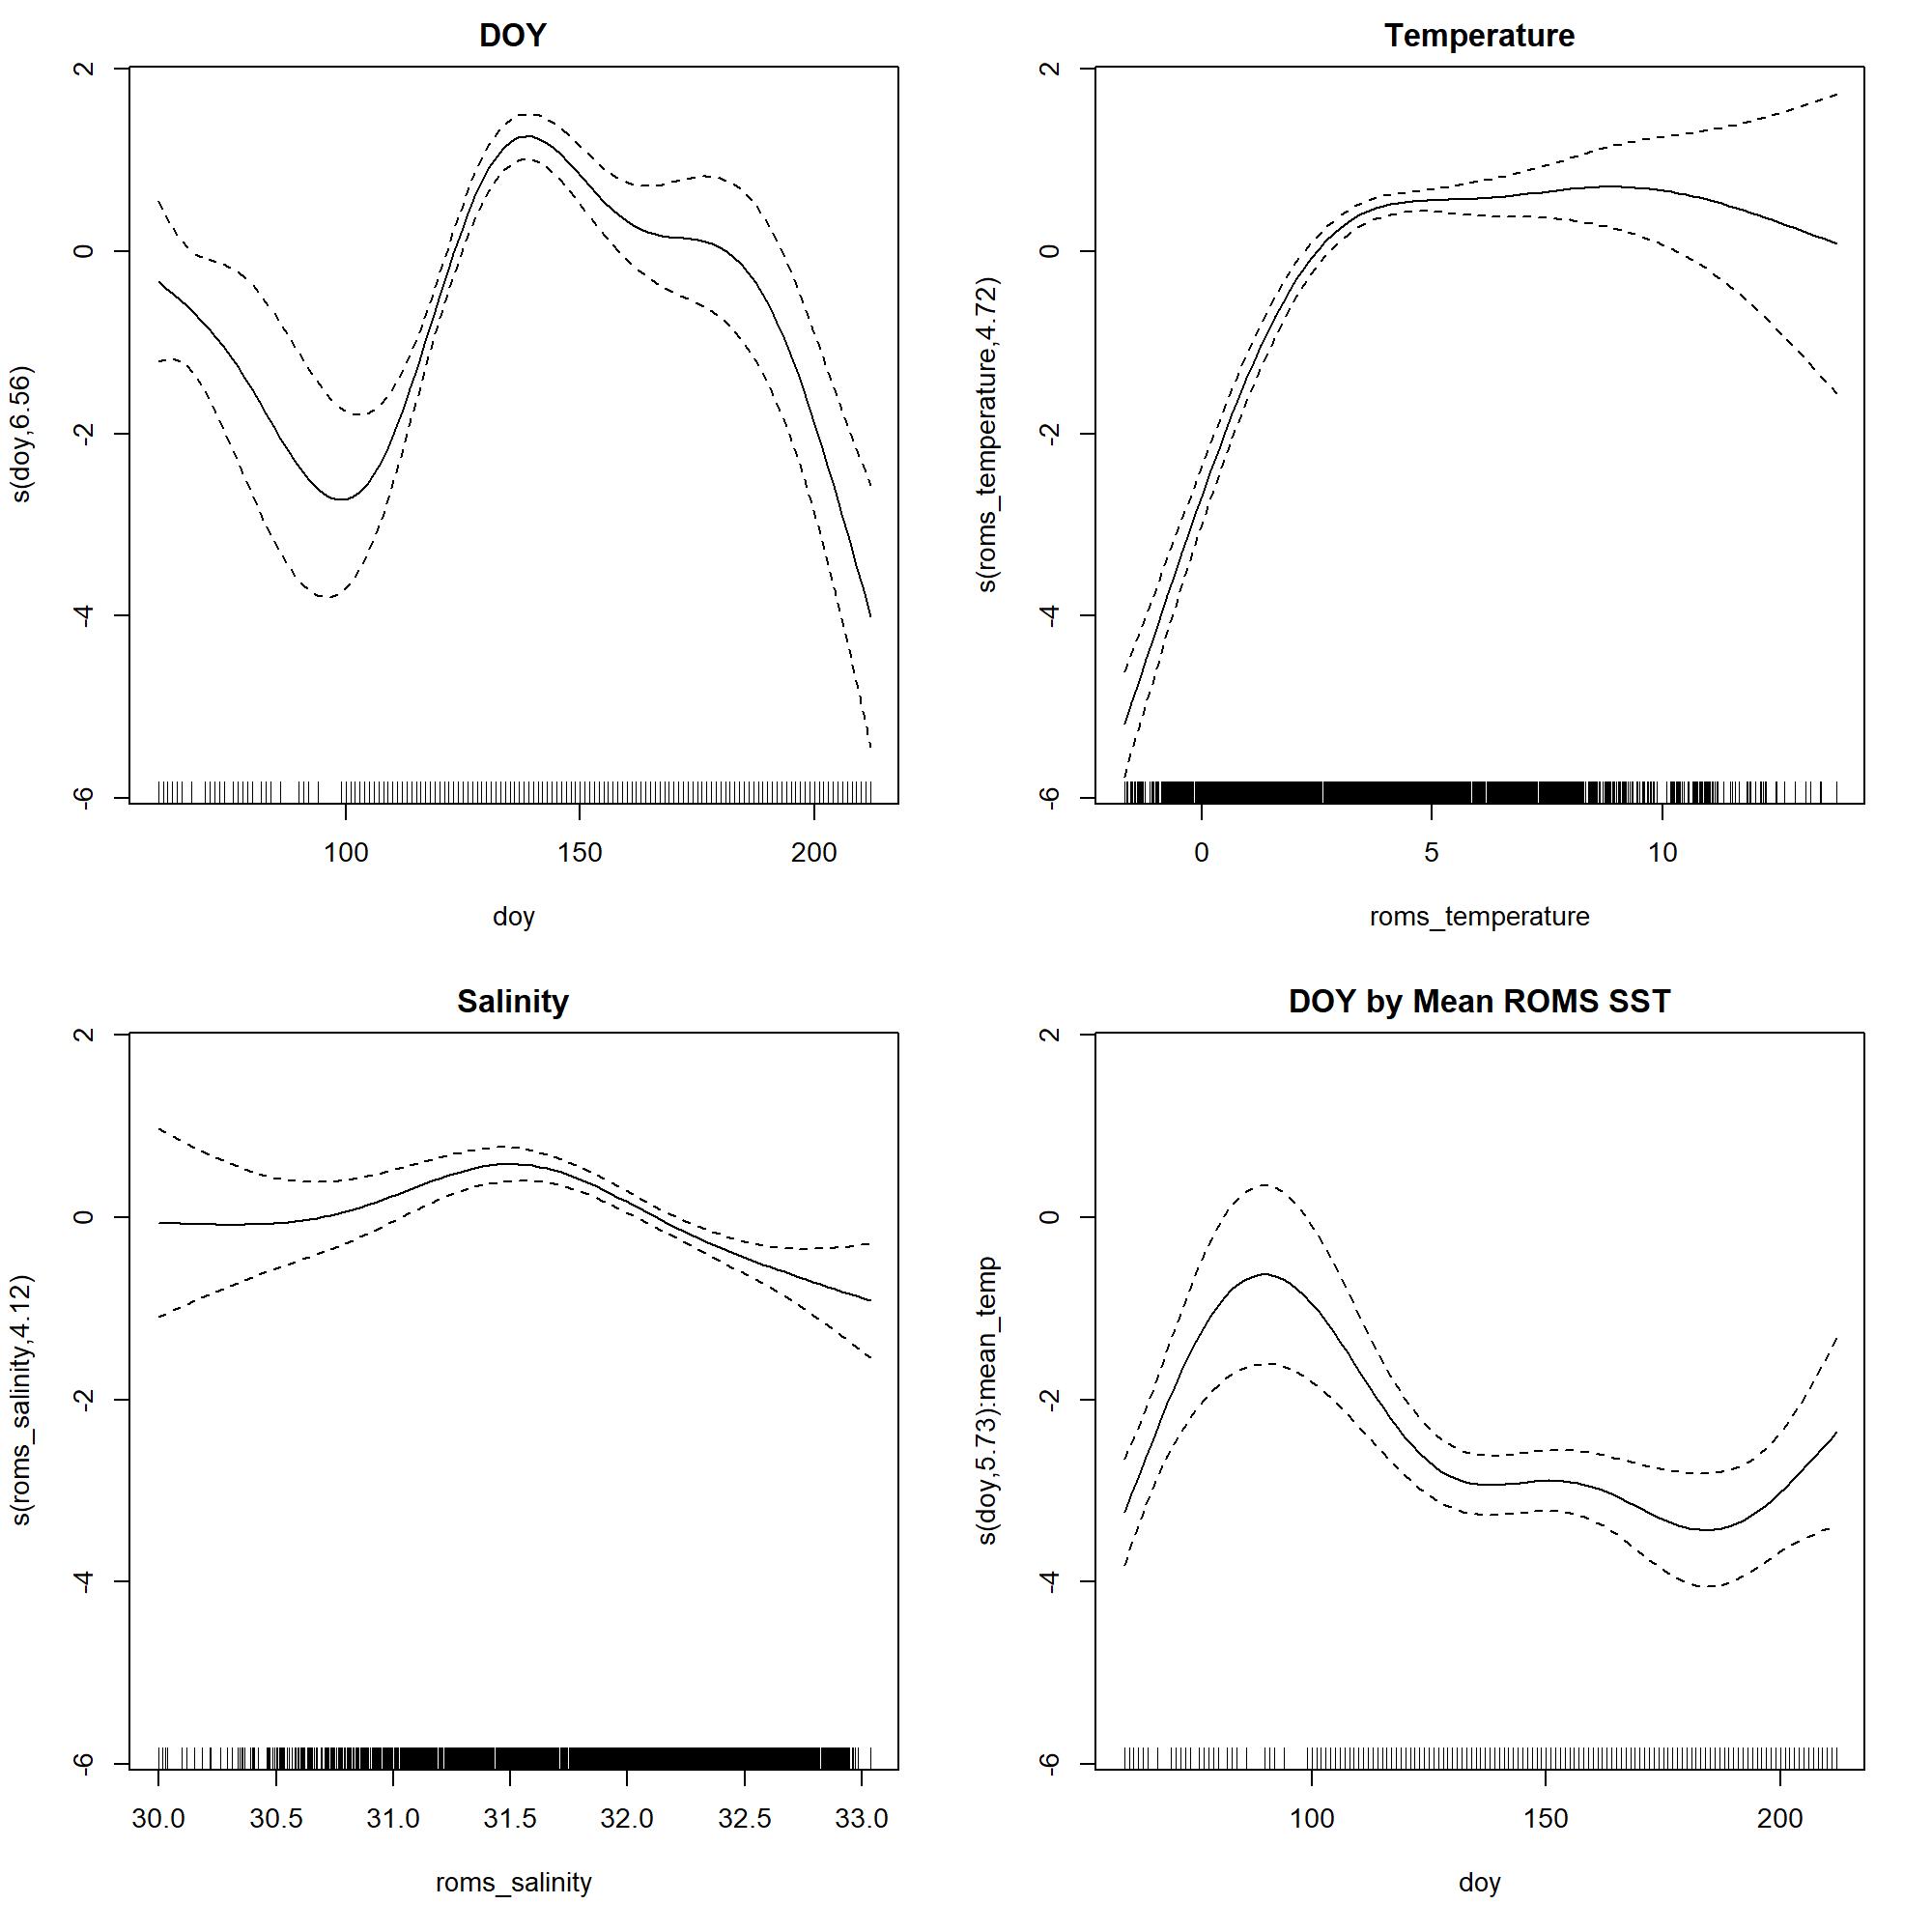 DOY
2
0
-2
-4
-6
s(doy,6.56)
100 150 200
doy
Temperature
2
0
-2
-4
-6
s(roms_temperature,4.72)
0 5 10
roms_temperature
Salinity
2
0
-2
-4
-6
s(roms_salinity,4.12)
30.0 30.5 31.0 31.5 32.0 32.5 33.0
roms_salinity
DOY by Mean ROMS SST
2
0
-2
-4
-6
s(doy,5.73):mean_temp
100 150 200
doy